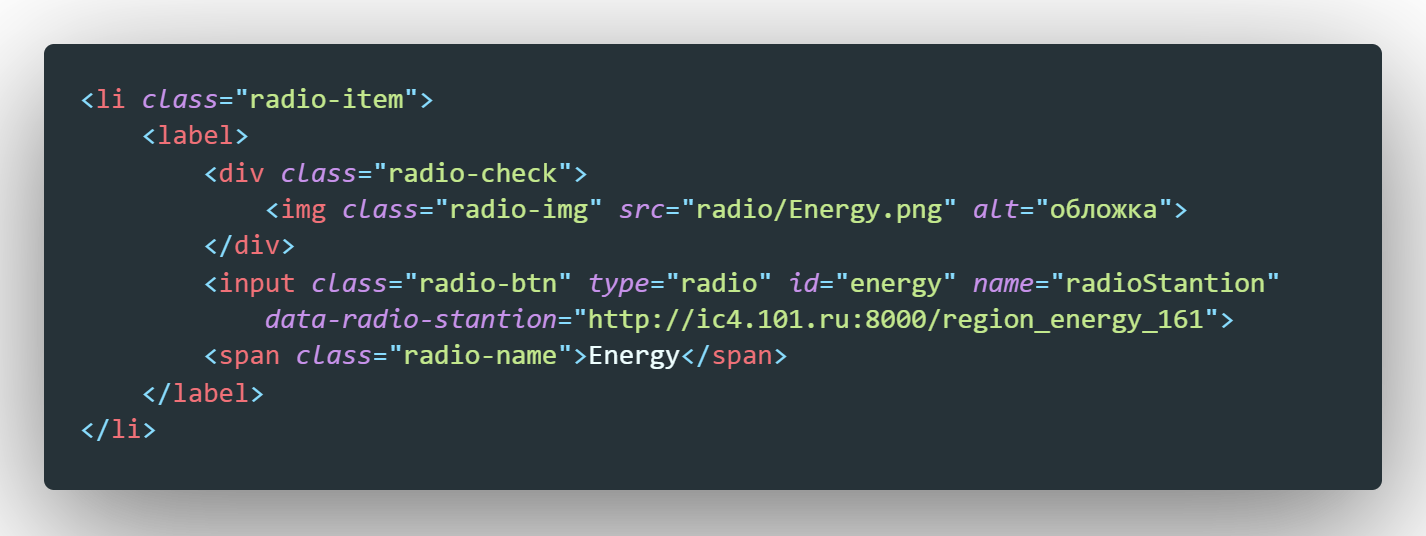 <li class="radio-item">
    <label>
        <div class="radio-check">
            <img class="radio-img" src="radio/Energy.png" alt="обложка">
        </div>
        <input class="radio-btn" type="radio" id="energy" name="radioStantion"
            data-radio-stantion="http://ic4.101.ru:8000/region_energy_161">
        <span class="radio-name">Energy</span>
    </label>
</li>